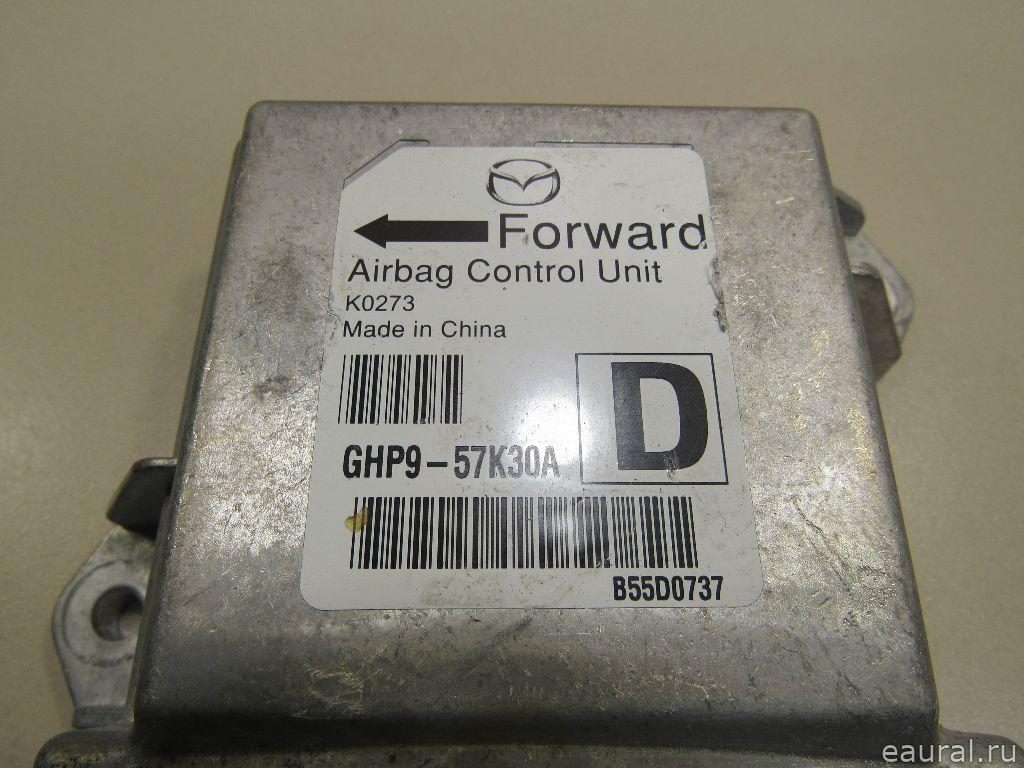 Forward
Airbag Control Unit
K0273
Made in China
D
GHP9-57K30A
B55D0737
eaural.ru